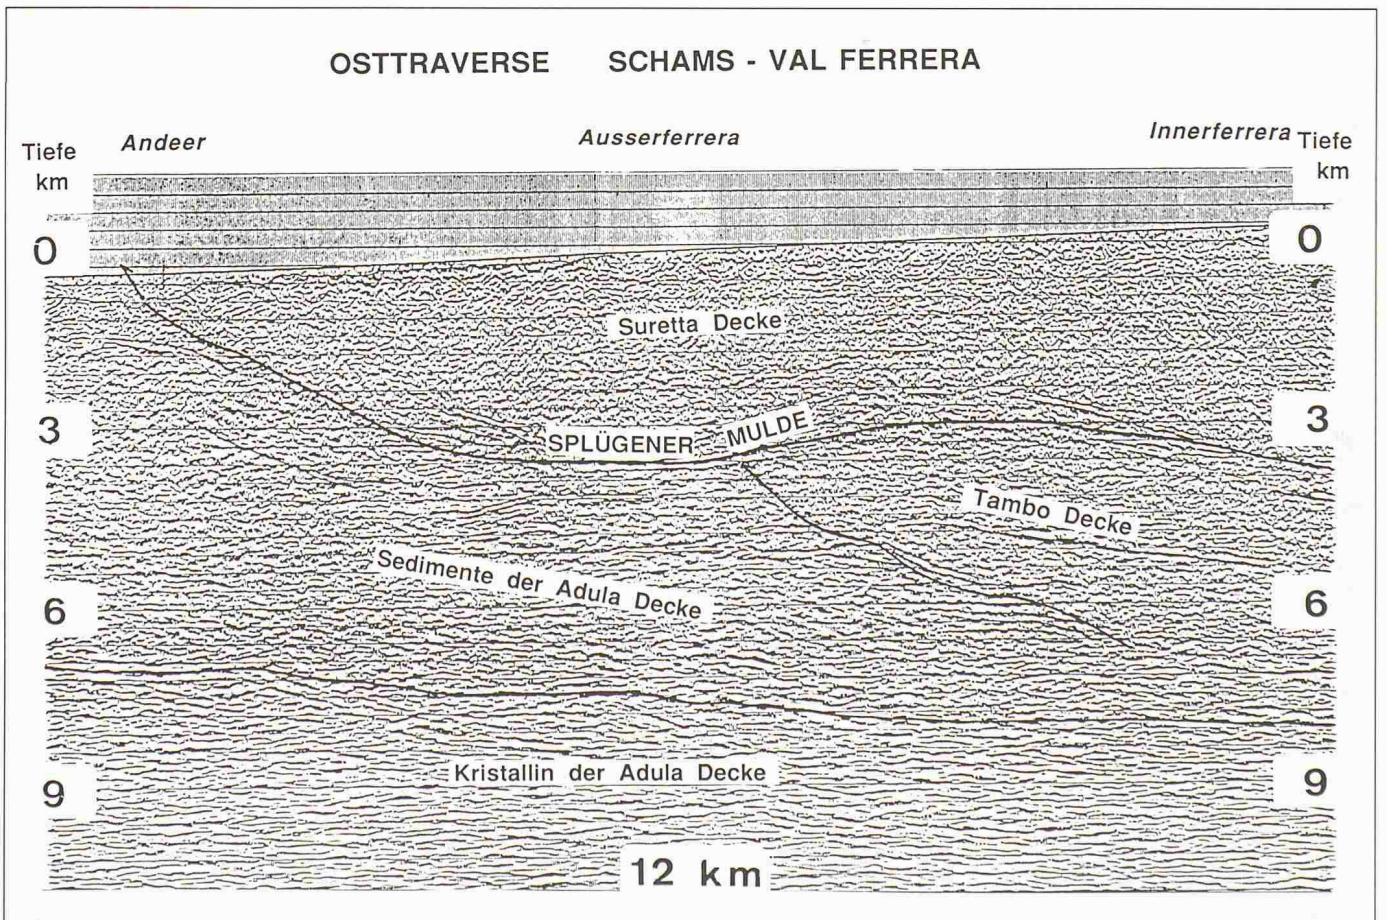 OSTTRAVERSE SCHAMS - VAL FERRERA
Andeer Ausserferrera Innerferrera
Tiefe km
Tiefe km
0 0
Suretta Decke
3 3
SPLÜGENER MULDE
Tambo Decke
Sedimente der Adula Decke
6 6
Kristallin der Adula Decke
9 9
12 km